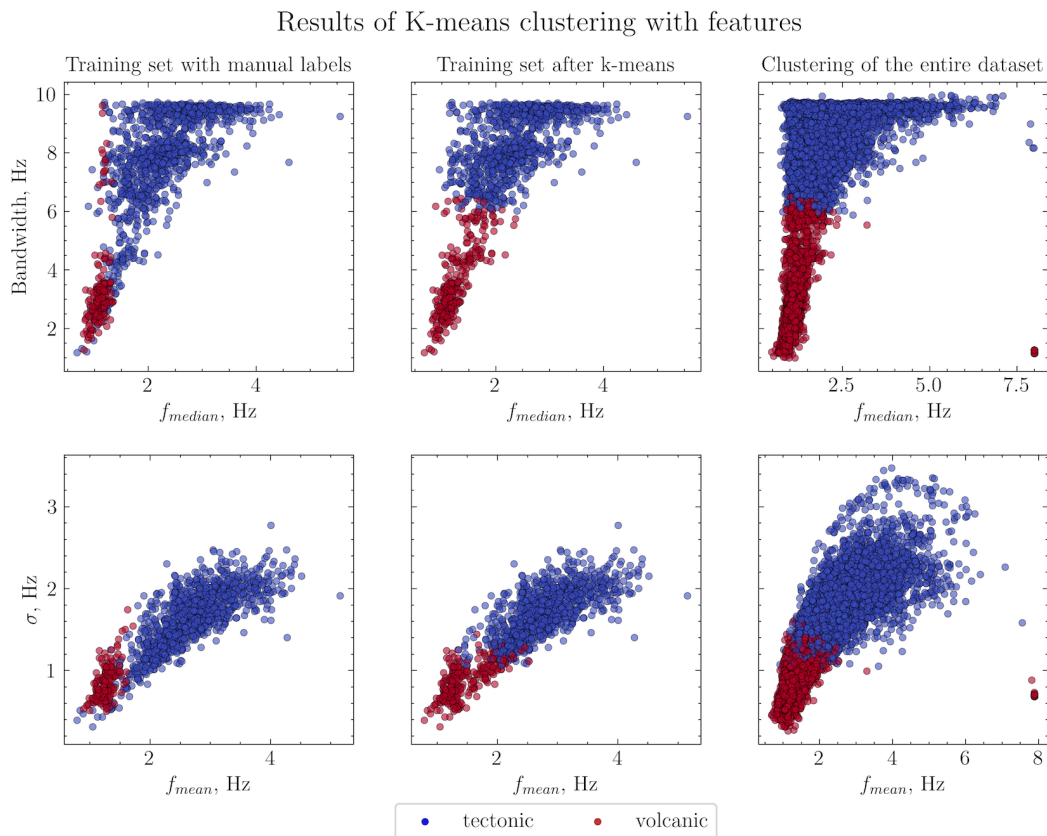 Results of K-means clustering with features
Training set with manual labels
Training set after k-means
Clustering of the entire dataset
Bandwidth, Hz
10
8
6
4
2
2
4
2
4
2.5
5.0
7.5
f_median, Hz
f_median, Hz
f_median, Hz
σ, Hz
3
2
1
2
4
2
4
2
4
6
8
f_mean, Hz
f_mean, Hz
f_mean, Hz
tectonic
volcanic